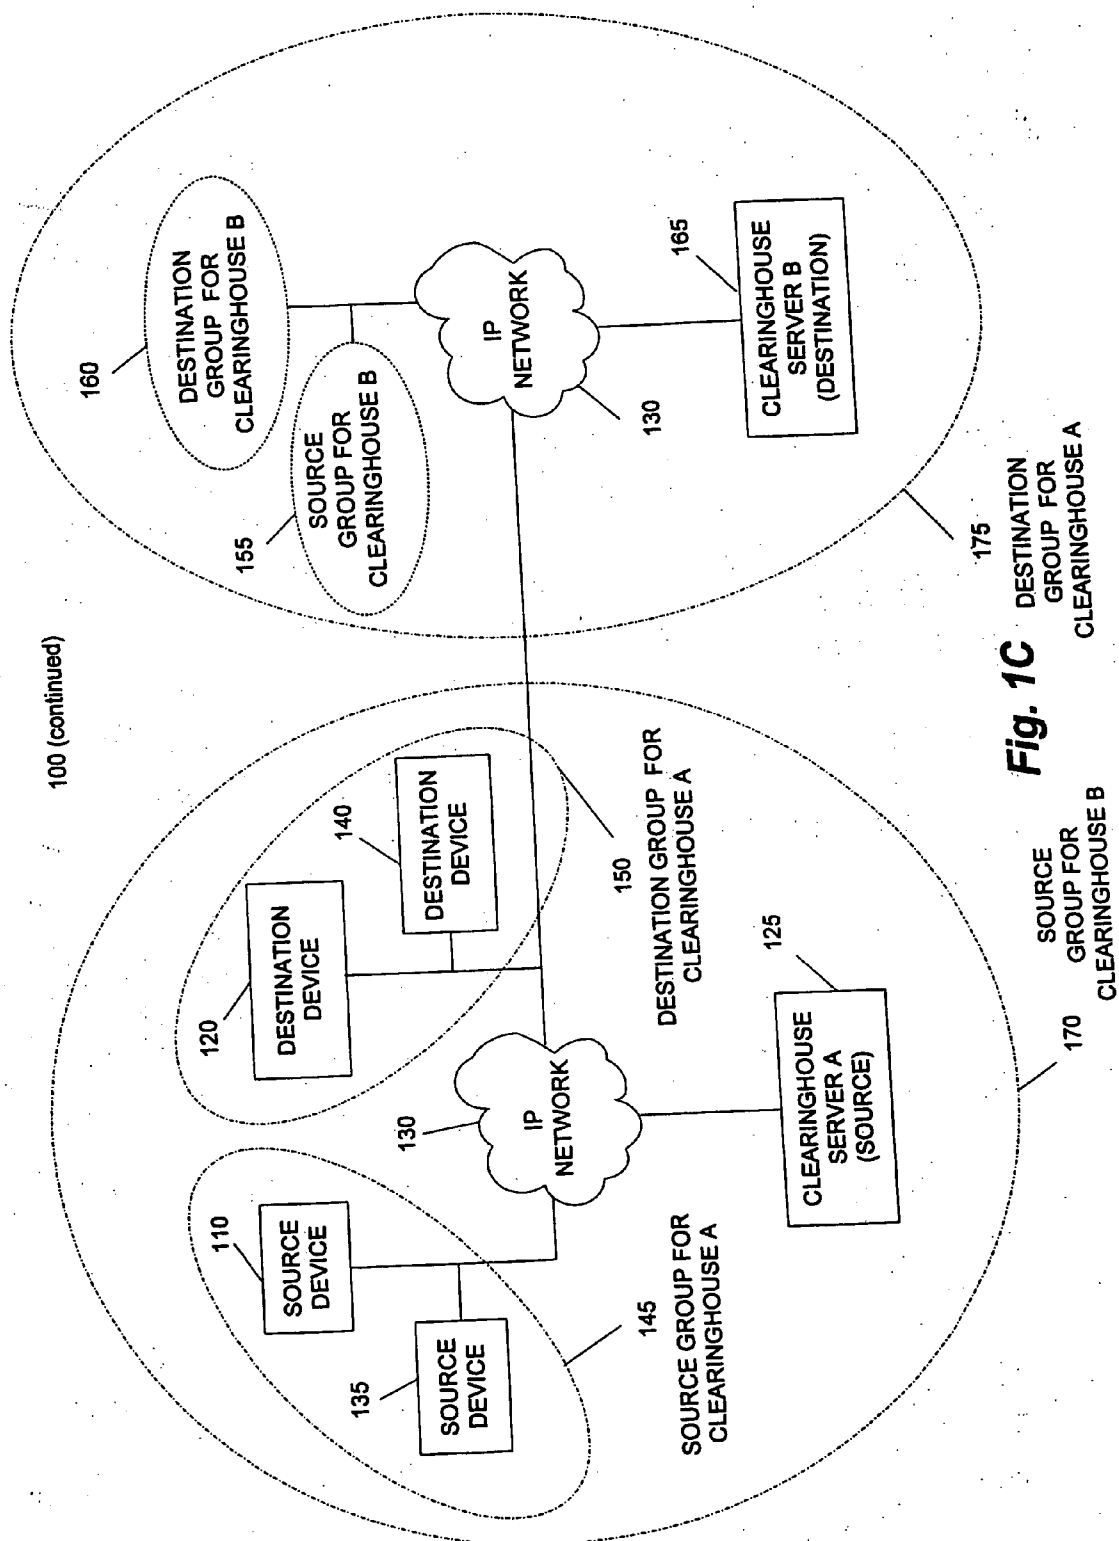 100 (continued)
110
SOURCE
DEVICE
135
SOURCE
DEVICE
145
SOURCE GROUP FOR
CLEARINGHOUSE A
120
DESTINATION
DEVICE
140
DESTINATION
DEVICE
150
DESTINATION GROUP FOR
CLEARINGHOUSE A
130
IP
NETWORK
125
CLEARINGHOUSE
SERVER A
(SOURCE)
170
SOURCE
GROUP FOR
CLEARINGHOUSE B
160
DESTINATION
GROUP FOR
CLEARINGHOUSE B
155
SOURCE
GROUP FOR
CLEARINGHOUSE B
IP
NETWORK
130
165
CLEARINGHOUSE
SERVER B
(DESTINATION)
175
DESTINATION
GROUP FOR
CLEARINGHOUSE A
Fig. 1C